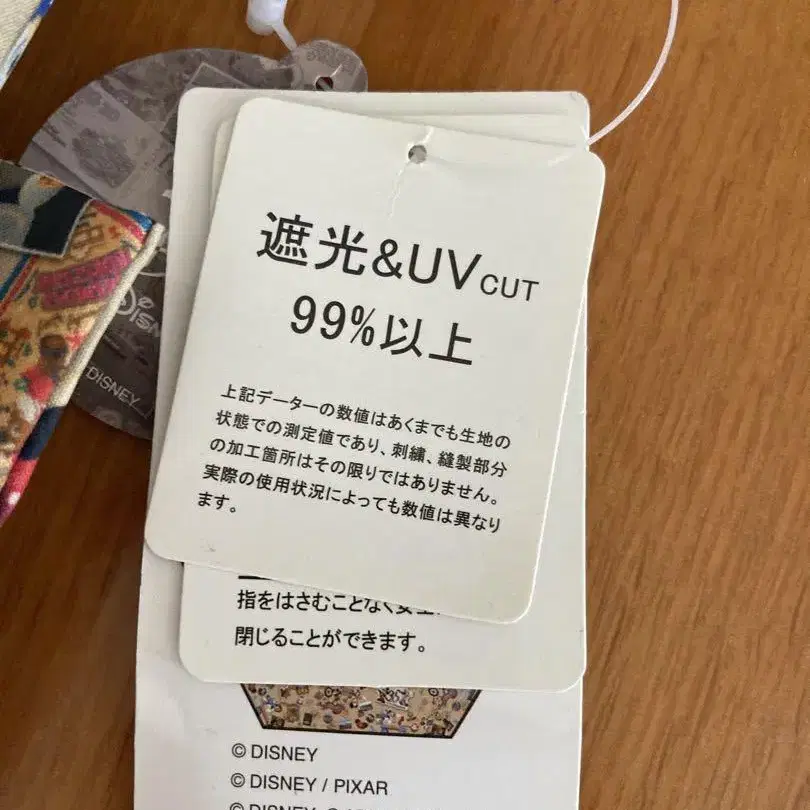 遮光&UV CUT
99%以上
上記データーの数値はあくまでも生地の
状態での測定値であり、刺繍、縫製部分
の加工箇所はその限りではありません。
実際の使用状況によっても数値は異なり
ます。
指をはさむことなく
閉じることができます。
© DISNEY
© DISNEY / PIXAR
DISNEY